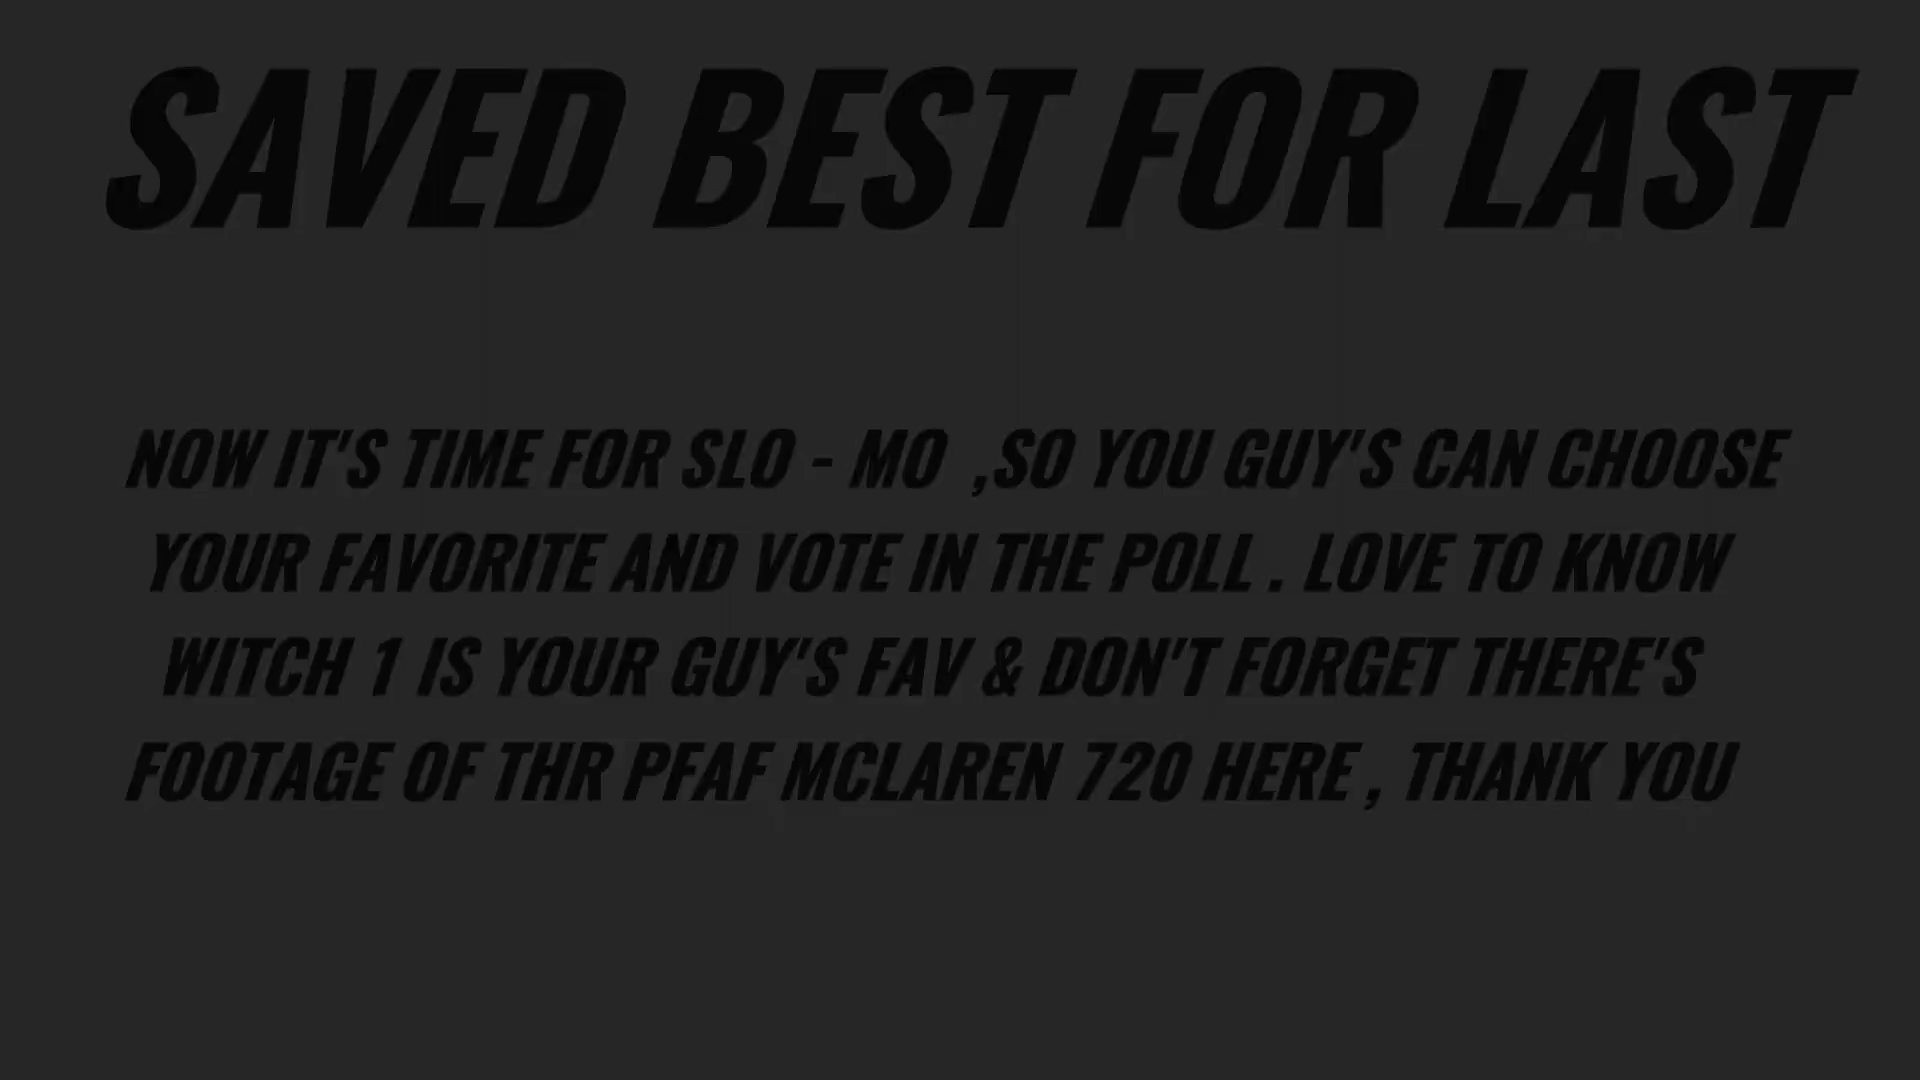 SAVED BEST FOR LAST
NOW IT'S TIME FOR SLO - MO  ,SO YOU GUY'S CAN CHOOSE
YOUR FAVORITE AND VOTE IN THE POLL . LOVE TO KNOW
WITCH 1 IS YOUR GUY'S FAV & DON'T FORGET THERE'S
FOOTAGE OF THR PFAF MCLAREN 720 HERE , THANK YOU